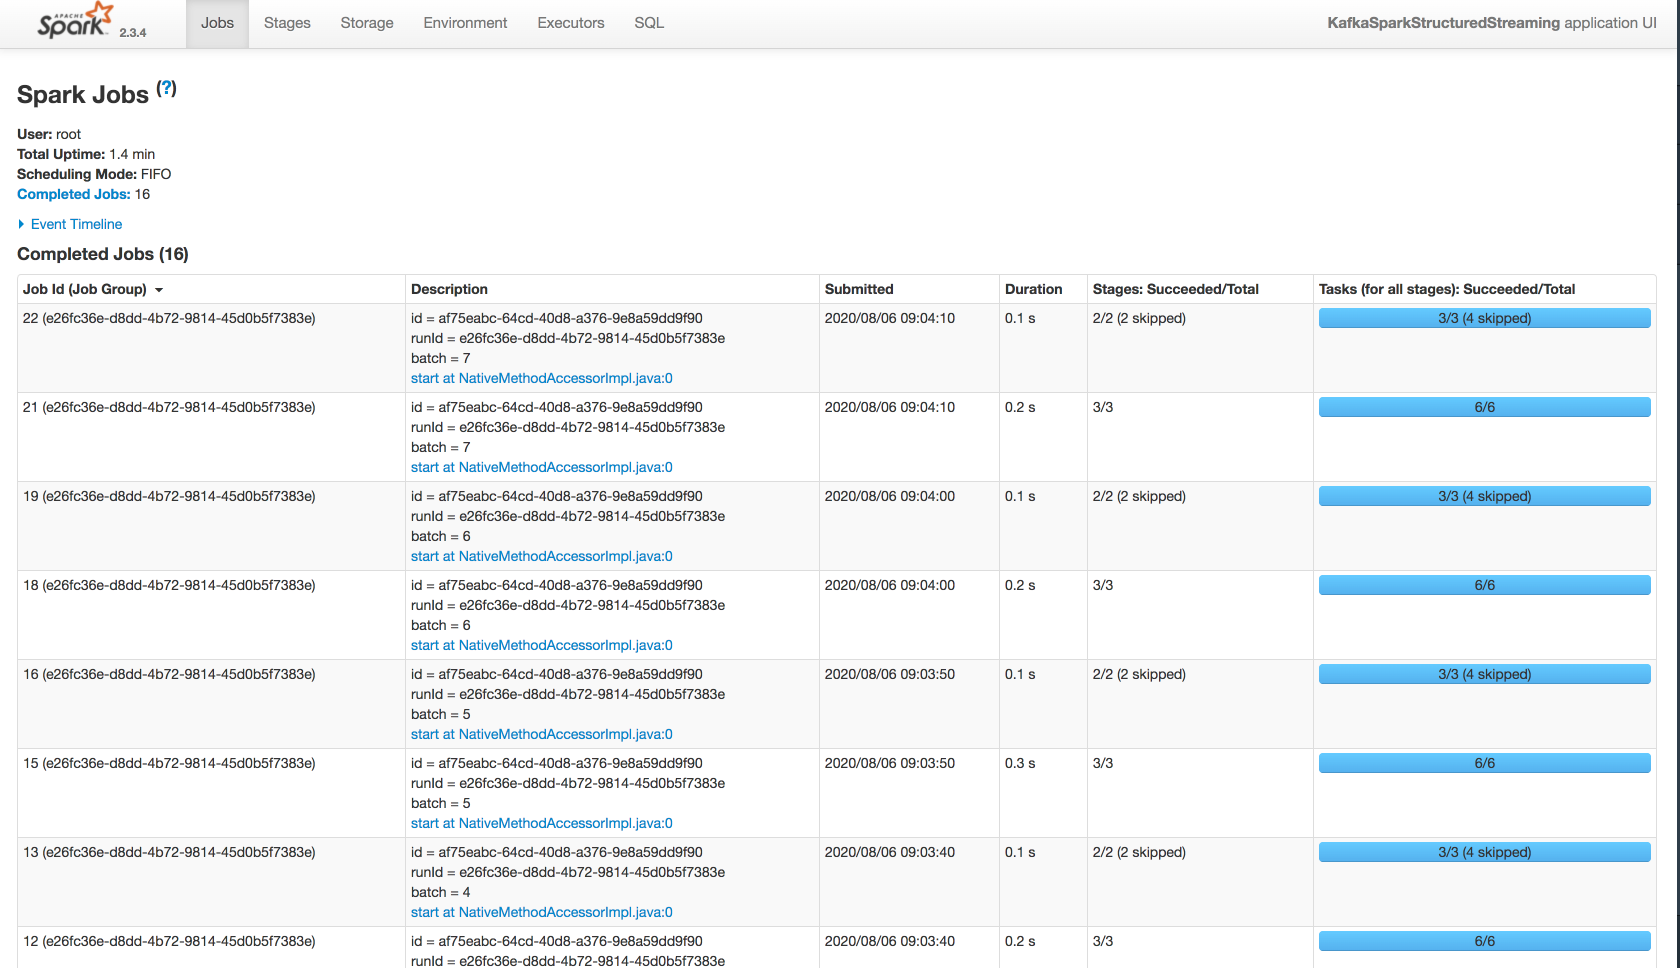 APACHE
Spark 2.3.4 Jobs Stages Storage Environment Executors SQL KafkaSparkStructuredStreaming application UI
Spark Jobs (?)
User: root
Total Uptime: 1.4 min
Scheduling Mode: FIFO
Completed Jobs: 16
Event Timeline
Completed Jobs (16)
Job Id (Job Group) Description Submitted Duration Stages: Succeeded/Total Tasks (for all stages): Succeeded/Total
22 (e26fc36e-d8dd-4b72-9814-45d0b5f7383e) id = af75eabc-64cd-40d8-a376-9e8a59dd9f90 2020/08/06 09:04:10 0.1 s 2/2 (2 skipped) 3/3 (4 skipped)
runId = e26fc36e-d8dd-4b72-9814-45d0b5f7383e
batch = 7
start at NativeMethodAccessorImpl.java:0
21 (e26fc36e-d8dd-4b72-9814-45d0b5f7383e) id = af75eabc-64cd-40d8-a376-9e8a59dd9f90 2020/08/06 09:04:10 0.2 s 3/3 6/6
runId = e26fc36e-d8dd-4b72-9814-45d0b5f7383e
batch = 7
start at NativeMethodAccessorImpl.java:0
19 (e26fc36e-d8dd-4b72-9814-45d0b5f7383e) id = af75eabc-64cd-40d8-a376-9e8a59dd9f90 2020/08/06 09:04:00 0.1 s 2/2 (2 skipped) 3/3 (4 skipped)
runId = e26fc36e-d8dd-4b72-9814-45d0b5f7383e
batch = 6
start at NativeMethodAccessorImpl.java:0
18 (e26fc36e-d8dd-4b72-9814-45d0b5f7383e) id = af75eabc-64cd-40d8-a376-9e8a59dd9f90 2020/08/06 09:04:00 0.2 s 3/3 6/6
runId = e26fc36e-d8dd-4b72-9814-45d0b5f7383e
batch = 6
start at NativeMethodAccessorImpl.java:0
16 (e26fc36e-d8dd-4b72-9814-45d0b5f7383e) id = af75eabc-64cd-40d8-a376-9e8a59dd9f90 2020/08/06 09:03:50 0.1 s 2/2 (2 skipped) 3/3 (4 skipped)
runId = e26fc36e-d8dd-4b72-9814-45d0b5f7383e
batch = 5
start at NativeMethodAccessorImpl.java:0
15 (e26fc36e-d8dd-4b72-9814-45d0b5f7383e) id = af75eabc-64cd-40d8-a376-9e8a59dd9f90 2020/08/06 09:03:50 0.3 s 3/3 6/6
runId = e26fc36e-d8dd-4b72-9814-45d0b5f7383e
batch = 5
start at NativeMethodAccessorImpl.java:0
13 (e26fc36e-d8dd-4b72-9814-45d0b5f7383e) id = af75eabc-64cd-40d8-a376-9e8a59dd9f90 2020/08/06 09:03:40 0.1 s 2/2 (2 skipped) 3/3 (4 skipped)
runId = e26fc36e-d8dd-4b72-9814-45d0b5f7383e
batch = 4
start at NativeMethodAccessorImpl.java:0
12 (e26fc36e-d8dd-4b72-9814-45d0b5f7383e) id = af75eabc-64cd-40d8-a376-9e8a59dd9f90 2020/08/06 09:03:40 0.2 s 3/3 6/6
runId = e26fc36e-d8dd-4b72-9814-45d0b5f7383e